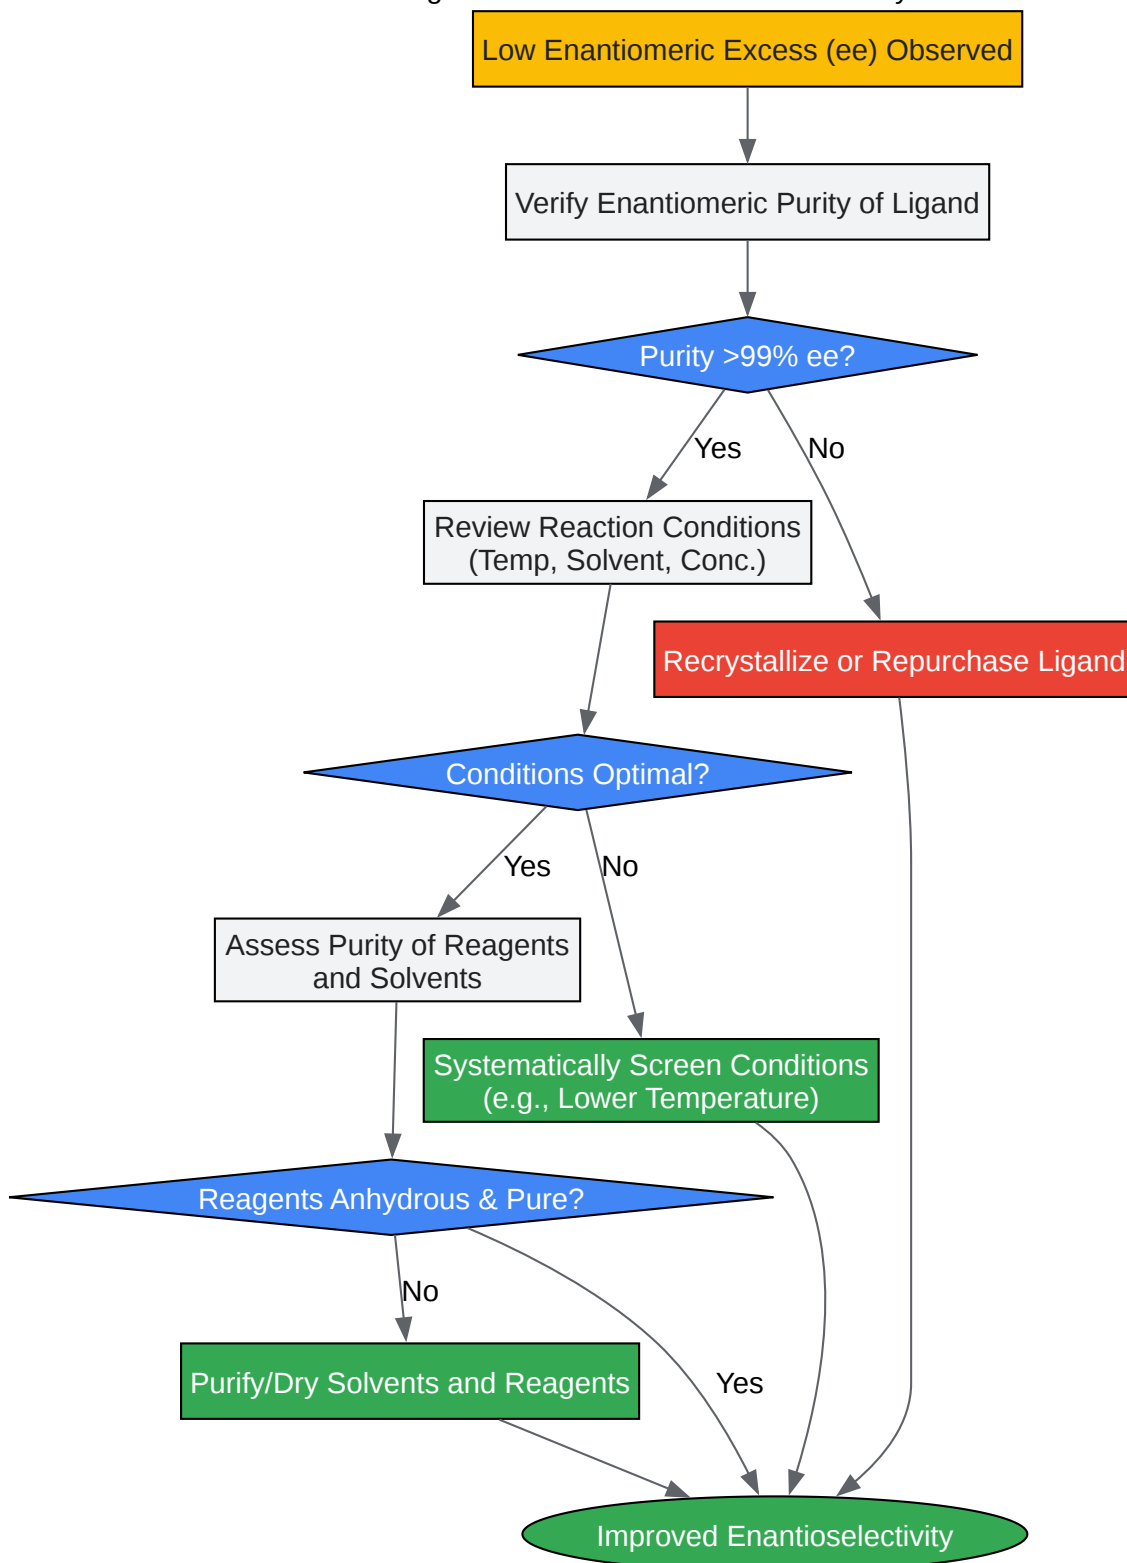 Low Enantiomeric Excess (ee) Observed
Verify Enantiomeric Purity of Ligand
Purity >99% ee?
Yes
No
Review Reaction Conditions
(Temp, Solvent, Conc.)
Recrystallize or Repurchase Ligand
Conditions Optimal?
Yes
No
Assess Purity of Reagents
and Solvents
Systematically Screen Conditions
(e.g., Lower Temperature)
Reagents Anhydrous & Pure?
No
Purify/Dry Solvents and Reagents
Yes
Improved Enantioselectivity